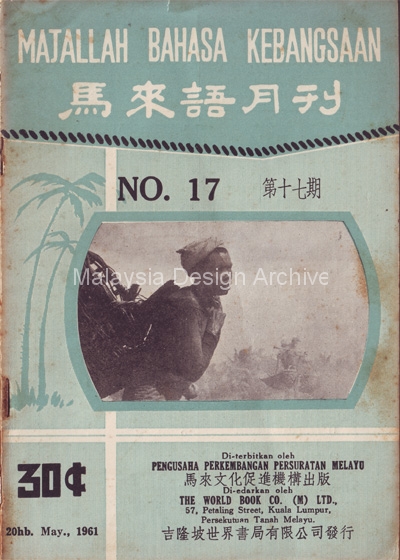 MAJALLAH BAHASA KEBANGSAAN
馬來語月刊
NO. 17 第十七期
Malaysia Design Archive
Di-terbitkan oleh
PENGUSAHA PERKEMBANGAN PERSURATAN MELAYU
馬來文化促進機構出版
Di-edarkan oleh
THE WORLD BOOK CO. (M) LTD.,
57, Petaling Street, Kuala Lumpur,
Persekutuan Tanah Melayu.
吉隆坡世界書局有限公司發行
30¢
20hb. May., 1961